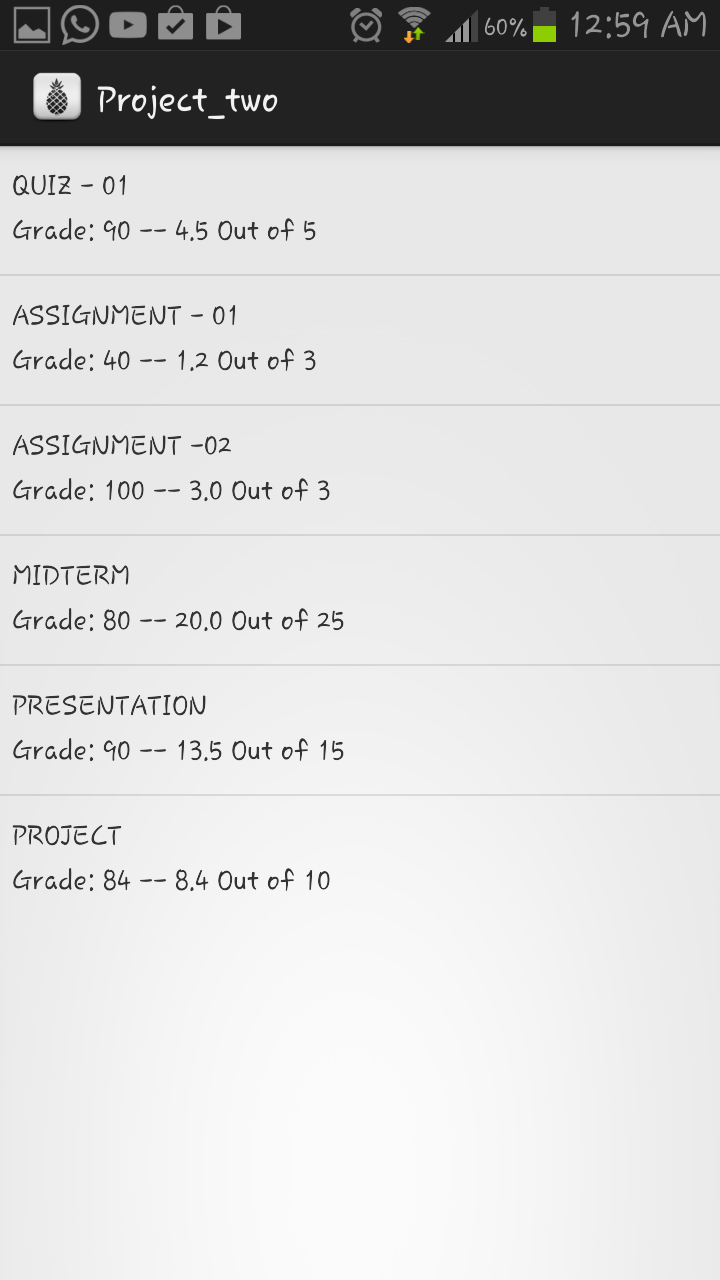 60% 12:59 AM
Project_two
QUIZ - 01
Grade: 90 -- 4.5 Out of 5
ASSIGNMENT - 01
Grade: 40 -- 1.2 Out of 3
ASSIGNMENT -02
Grade: 100 -- 3.0 Out of 3
MIDTERM
Grade: 80 -- 20.0 Out of 25
PRESENTATION
Grade: 90 -- 13.5 Out of 15
PROJECT
Grade: 84 -- 8.4 Out of 10